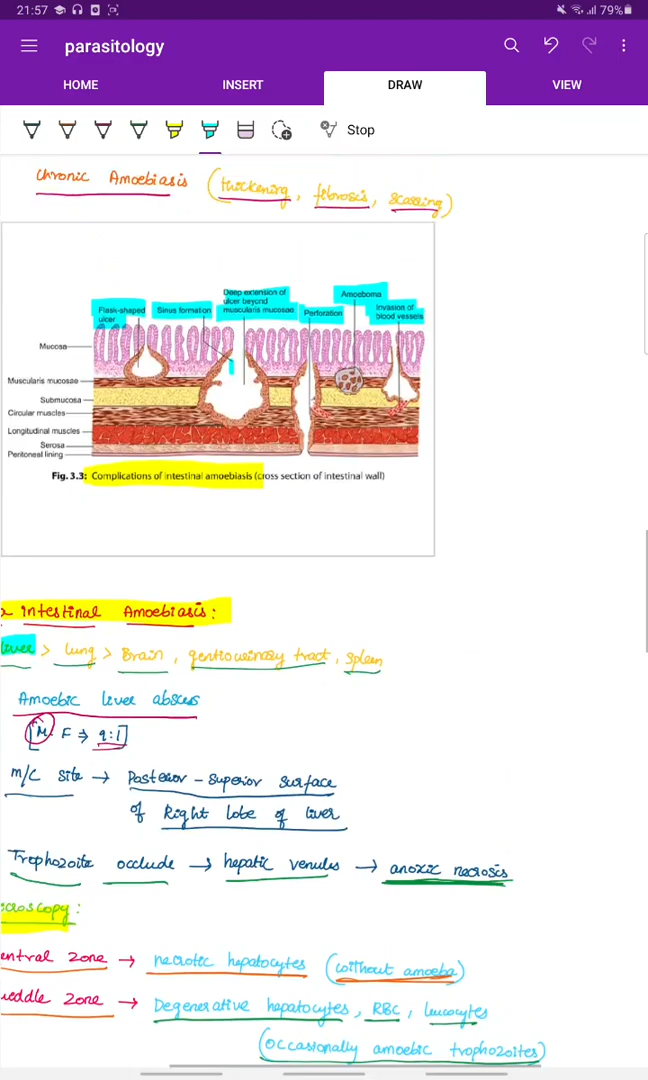 21:57
79%
parasitology
HOME INSERT DRAW VIEW
Stop
Chronic Amoebiasis (thickening, fibrosis, scarring)
Flask-shaped ulcer
Sinus formation
Deep extension of ulcer beyond muscularis mucosae
Perforation
Amoeboma
Invasion of blood vessels
Mucosa
Muscularis mucosae
Submucosa
Circular muscles
Longitudinal muscles
Serosa
Peritoneal lining
Fig. 3.3: Complications of intestinal amoebiasis (cross section of intestinal wall)
a intestinal Amoebiasis:
liver > lung > Brain, genitourinary tract, spleen
Amoebic liver abscess
[M F → 9:1]
M/C site → Posterior - superior surface
of Right lobe of liver
Trophozoite occlude → hepatic venules → anoxic necrosis
icroscopy:
entral zone → necrotic hepatocytes (without amoeba)
middle zone → Degenerative hepatocytes, RBC, leucocytes
(occasionally amoebic trophozoites)